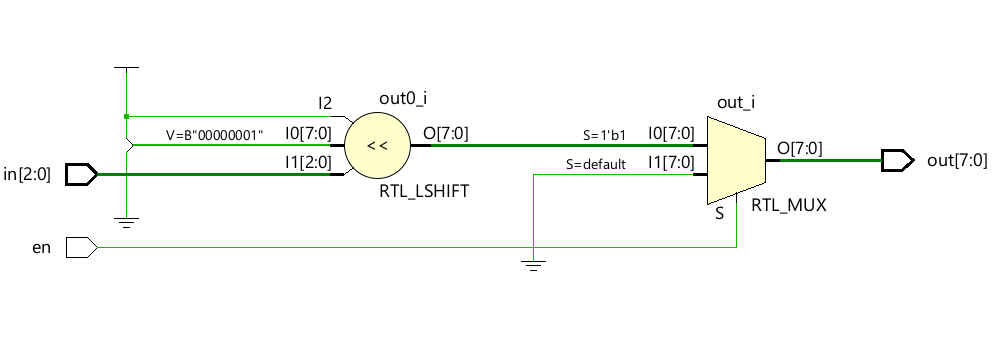 out0_i
out_i
I2
V=B"00000001"
I0[7:0]
<<
O[7:0]
S=1'b1
I0[7:0]
O[7:0]
in[2:0]
I1[2:0]
S=default
I1[7:0]
out[7:0]
RTL_LSHIFT
S
RTL_MUX
en